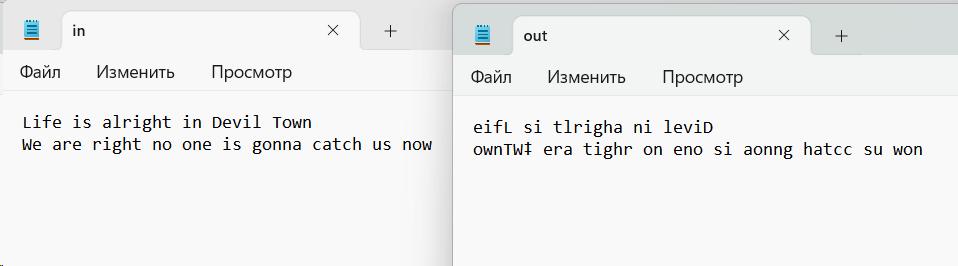 in
Файл Изменить Просмотр
Life is alright in Devil Town
We are right no one is gonna catch us now
out
Файл Изменить Просмотр
eifL si tlrigha ni leviD
ownTW‡ era tighr on eno si aonng hatcc su won